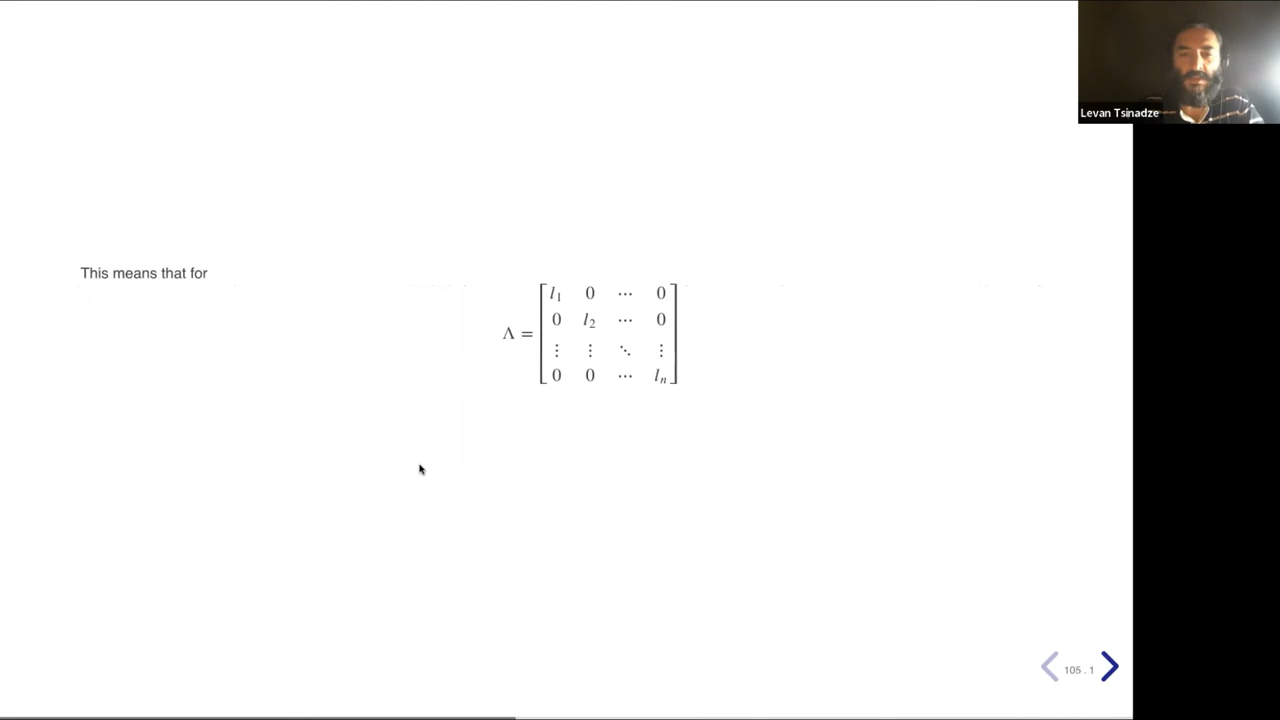 Levan Tsinadze
This means that for
Λ = [ l₁ 0 ⋯ 0
0 l₂ ⋯ 0
⋮ ⋮ ⋱ ⋮
0 0 ⋯ lₙ ]
105 . 1